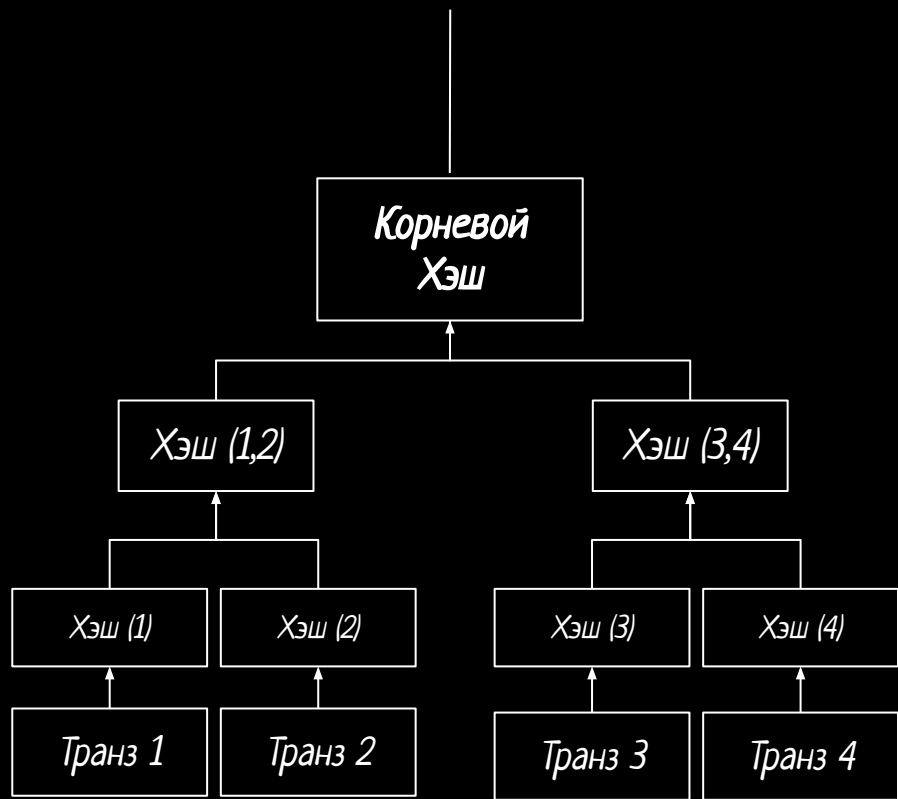 Корневой
Хэш
Хэш (1,2)
Хэш (3,4)
Хэш (1)
Хэш (2)
Хэш (3)
Хэш (4)
Транз 1
Транз 2
Транз 3
Транз 4